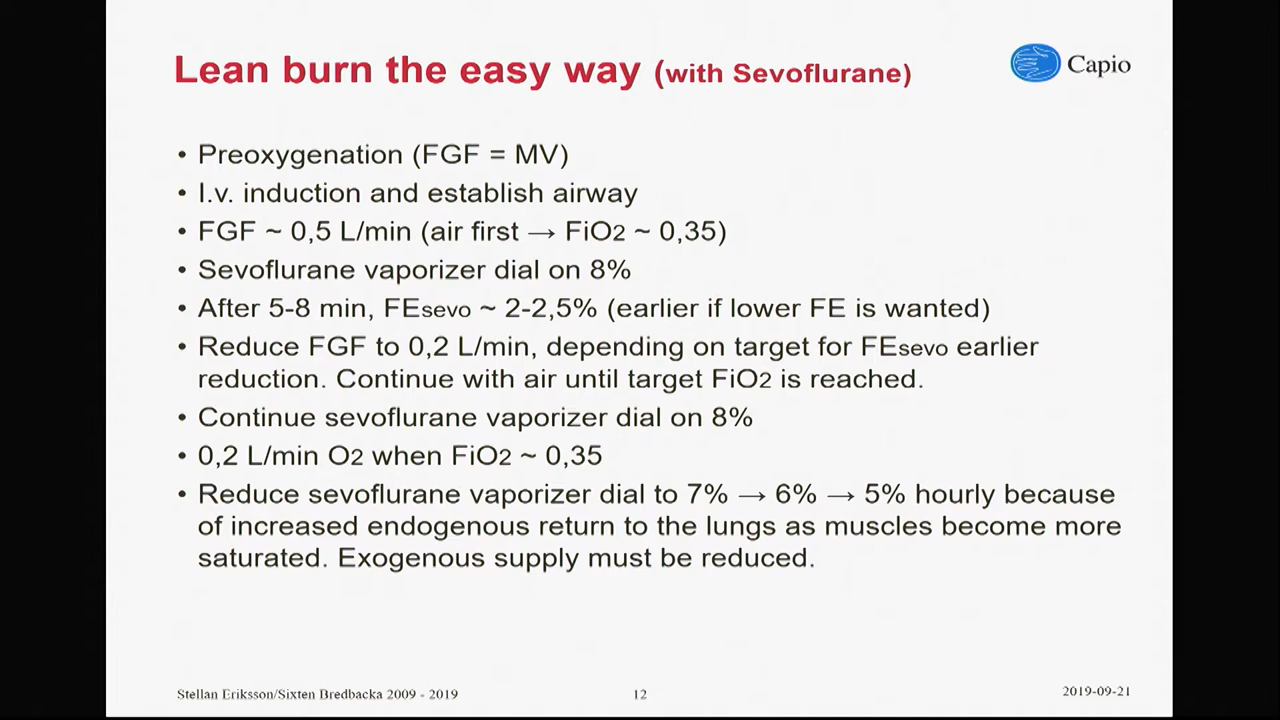 Lean burn the easy way (with Sevoflurane)
Capio
• Preoxygenation (FGF = MV)
• I.v. induction and establish airway
• FGF ~ 0,5 L/min (air first → FiO2 ~ 0,35)
• Sevoflurane vaporizer dial on 8%
• After 5-8 min, FEsevo ~ 2-2,5% (earlier if lower FE is wanted)
• Reduce FGF to 0,2 L/min, depending on target for FEsevo earlier
reduction. Continue with air until target FiO2 is reached.
• Continue sevoflurane vaporizer dial on 8%
• 0,2 L/min O2 when FiO2 ~ 0,35
• Reduce sevoflurane vaporizer dial to 7% → 6% → 5% hourly because
of increased endogenous return to the lungs as muscles become more
saturated. Exogenous supply must be reduced.
Stellan Eriksson/Sixten Bredbacka 2009 - 2019
12
2019-09-21